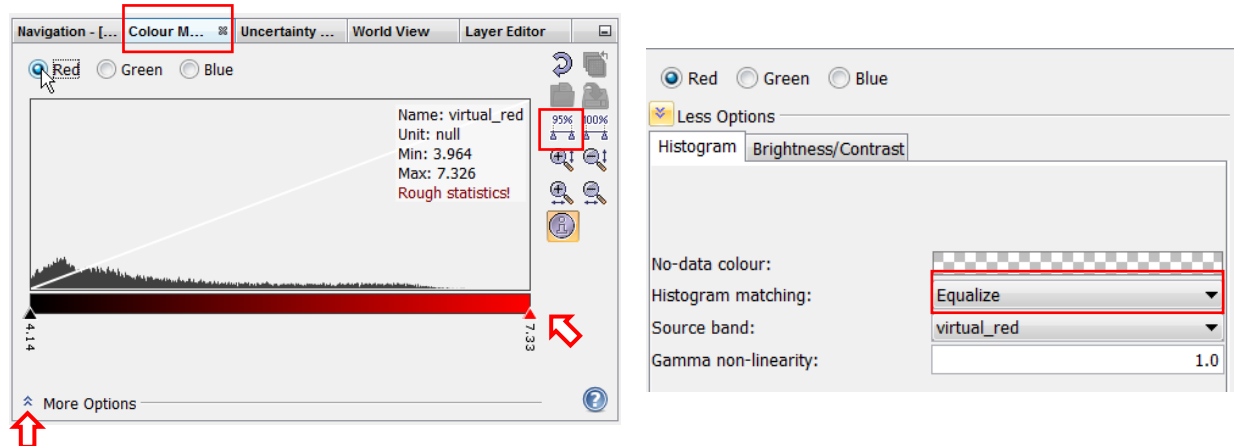 Navigation - [... Colour M... Uncertainty ... World View Layer Editor
Red Green Blue
Name: virtual_red
Unit: null
Min: 3.964
Max: 7.326
Rough statistics!
95% 100%
4.14
7.33
More Options
Red Green Blue
Less Options
Histogram Brightness/Contrast
No-data colour:
Histogram matching: Equalize
Source band: virtual_red
Gamma non-linearity: 1.0